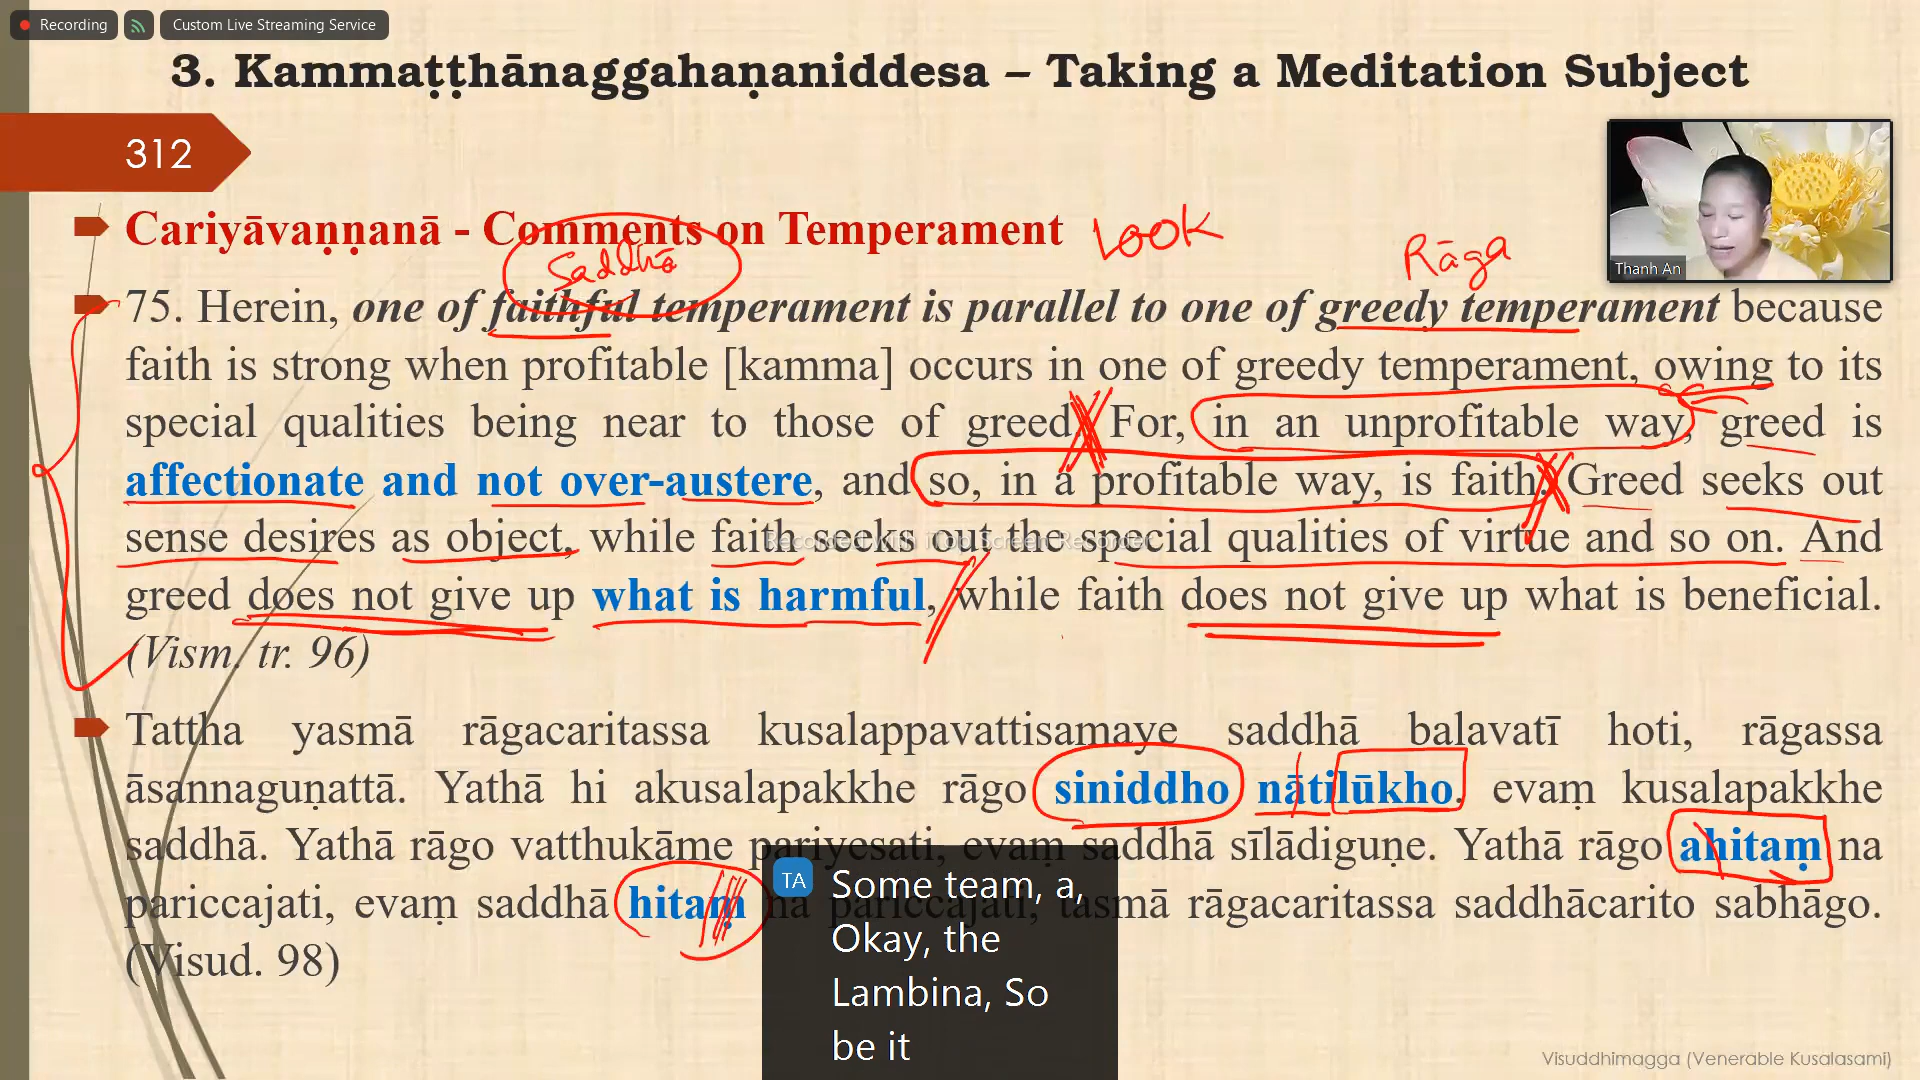 Recording
Custom Live Streaming Service
3. Kammaṭṭhānaggahaṇaniddesa – Taking a Meditation Subject
312
Cariyāvaṇṇanā - Comments on Temperament
LOOK
Saddhā
Rāga
Thanh An
75. Herein, one of faithful temperament is parallel to one of greedy temperament because
faith is strong when profitable [kamma] occurs in one of greedy temperament, owing to its
special qualities being near to those of greed. For, in an unprofitable way, greed is
affectionate and not over-austere, and so, in a profitable way, is faith. Greed seeks out
sense desires as object, while faith seeks out the special qualities of virtue and so on. And
Recorded with iTop Screen Recorder
greed does not give up what is harmful, while faith does not give up what is beneficial.
(Vism. tr. 96)
Tattha yasmā rāgacaritassa kusalappavattisamaye saddhā balavatī hoti, rāgassa
āsannaguṇattā. Yathā hi akusalapakkhe rāgo siniddho nātilūkho, evaṃ kusalapakkhe
saddhā. Yathā rāgo vatthukāme pariyesati, evaṃ saddhā sīlādiguṇe. Yathā rāgo ahitaṃ na
pariccajati, evaṃ saddhā hitaṃ na pariccajati, tasmā rāgacaritassa saddhācarito sabhāgo.
(Visud. 98)
TA
Some team, a,
Okay, the
Lambina, So
be it
Visuddhimagga (Venerable Kusalasami)